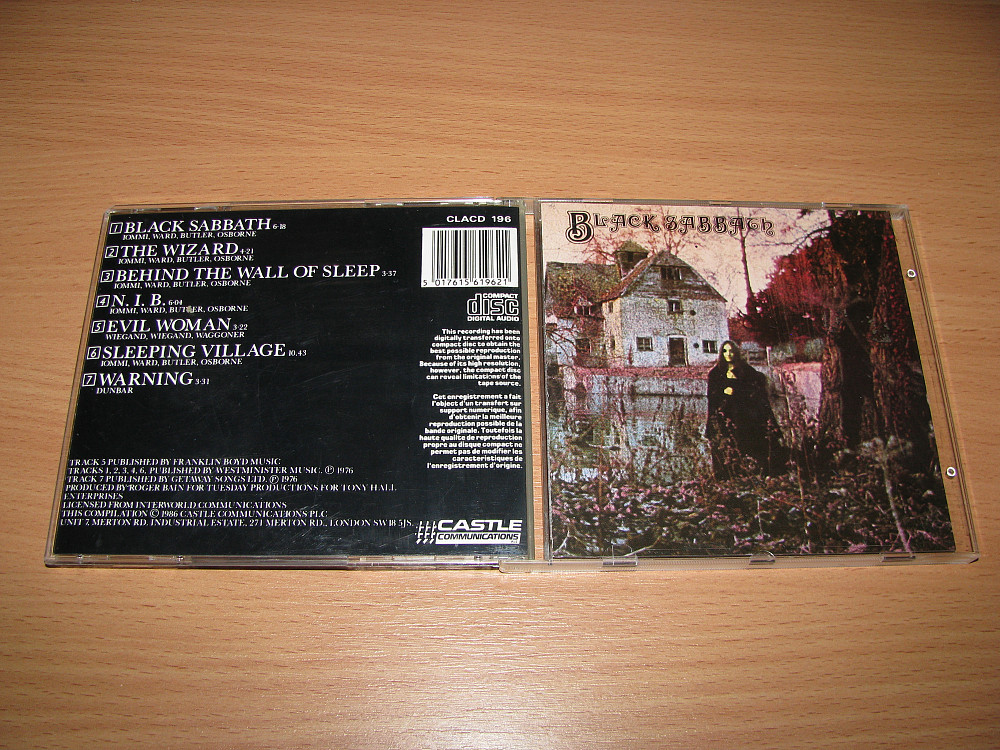 1 BLACK SABBATH 6·18
IOMMI, WARD, BUTLER, OSBORNE
2 THE WIZARD 4·21
IOMMI, WARD, BUTLER, OSBORNE
3 BEHIND THE WALL OF SLEEP 3·37
IOMMI, WARD, BUTLER, OSBORNE
4 N. I. B. 6·04
IOMMI, WARD, BUTLER, OSBORNE
5 EVIL WOMAN 3·22
WIEGAND, WIEGAND, WAGGONER
6 SLEEPING VILLAGE 10.43
IOMMI, WARD, BUTLER, OSBORNE
7 WARNING 3·31
DUNBAR
TRACK 5 PUBLISHED BY FRANKLIN BOYD MUSIC
TRACKS 1, 2, 3, 4, 6, PUBLISHED BY WESTMINISTER MUSIC. ℗ 1976
TRACK 7 PUBLISHED BY GETAWAY SONGS LTD. ℗ 1976
PRODUCED BY ROGER BAIN FOR TUESDAY PRODUCTIONS FOR TONY HALL
ENTERPRISES
LICENSED FROM INTERWORLD COMMUNICATIONS
THIS COMPILATION © 1986 CASTLE COMMUNICATIONS PLC
UNIT 7, MERTON RD. INDUSTRIAL ESTATE, 271 MERTON RD., LONDON SW18 5JS.
CLACD 196
5 017615 619621
COMPACT
disc
DIGITAL AUDIO
This recording has been
digitally transferred onto
compact disc to obtain the
best possible reproduction
from the original master.
Because of its high resolution,
however, the compact disc
can reveal limitations of the
tape source.
Cet enregistrement a fait
l'objet d'un transfert sur
support numerique, afin
d'obtenir la meilleure
reproduction possible de la
bande originale. Toutefois la
haute qualite de reproduction
propre au disque compact ne
permet pas de modifier les
caracteristiques de
l'enregistrement d'origine.
CASTLE
COMMUNICATIONS
BLACK SABBATH